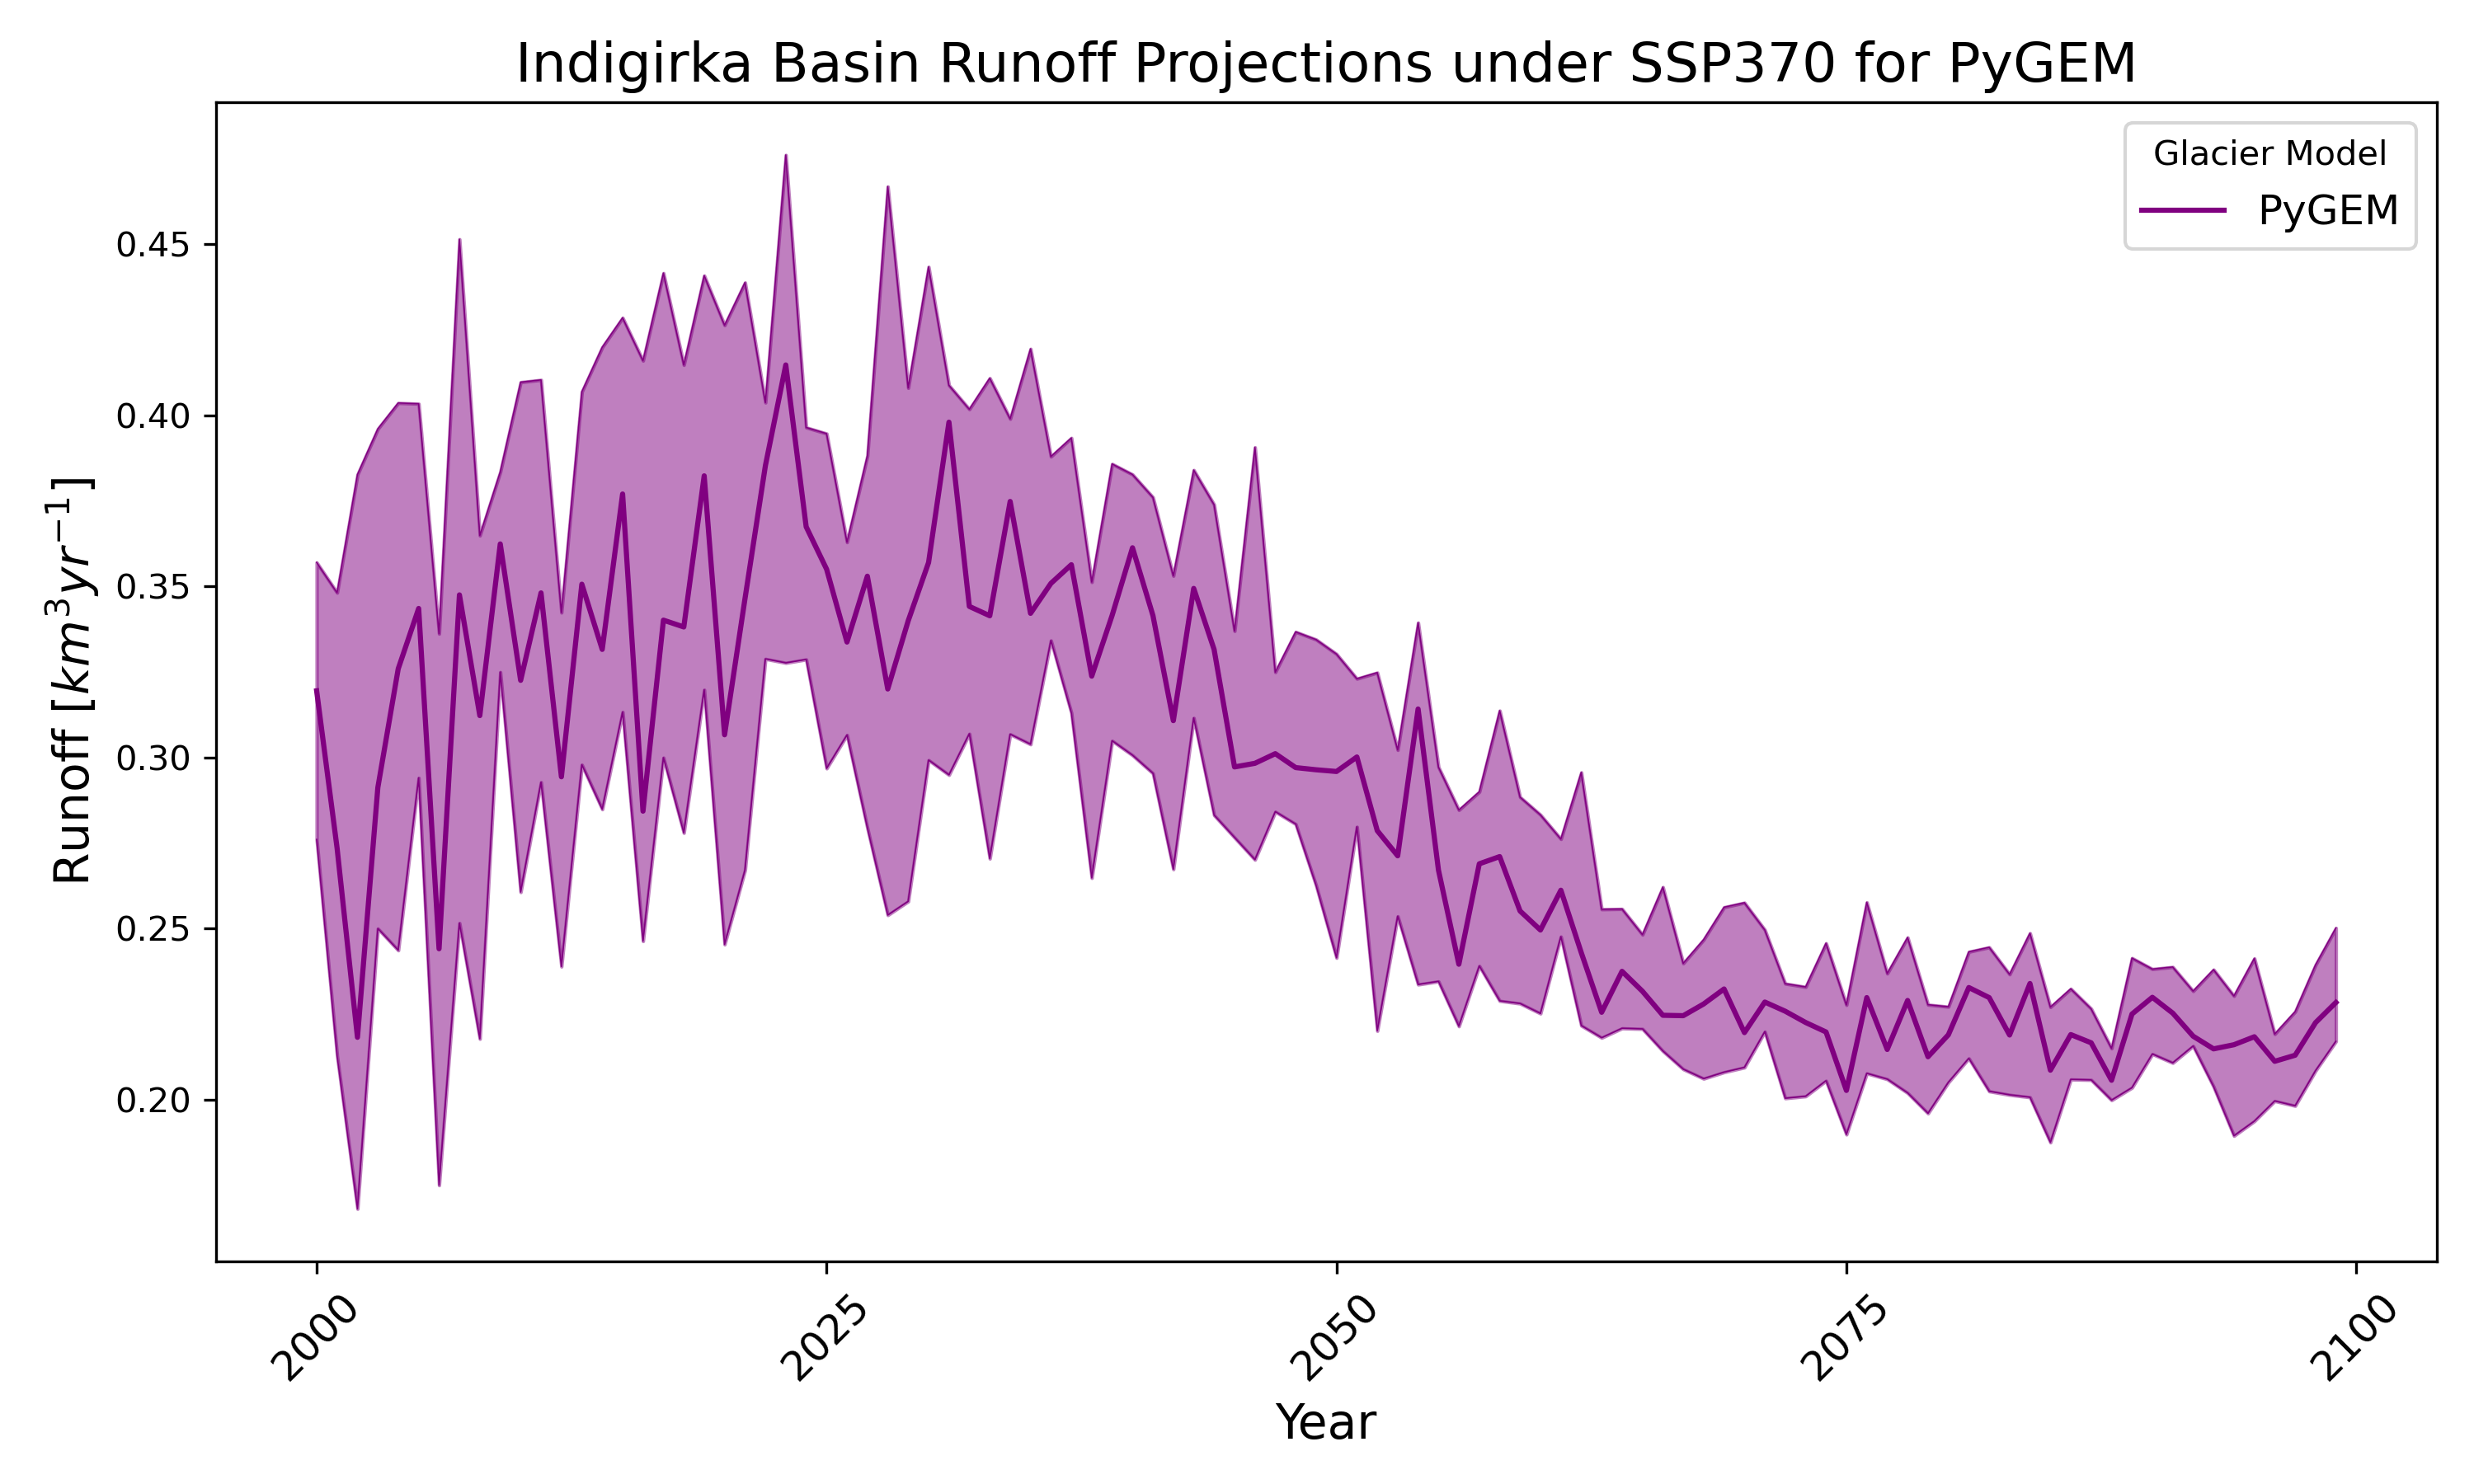 Indigirka Basin Runoff Projections under SSP370 for PyGEM
Glacier Model
PyGEM
Runoff [km³yr⁻¹]
0.45
0.40
0.35
0.30
0.25
0.20
2000
2025
2050
2075
2100
Year